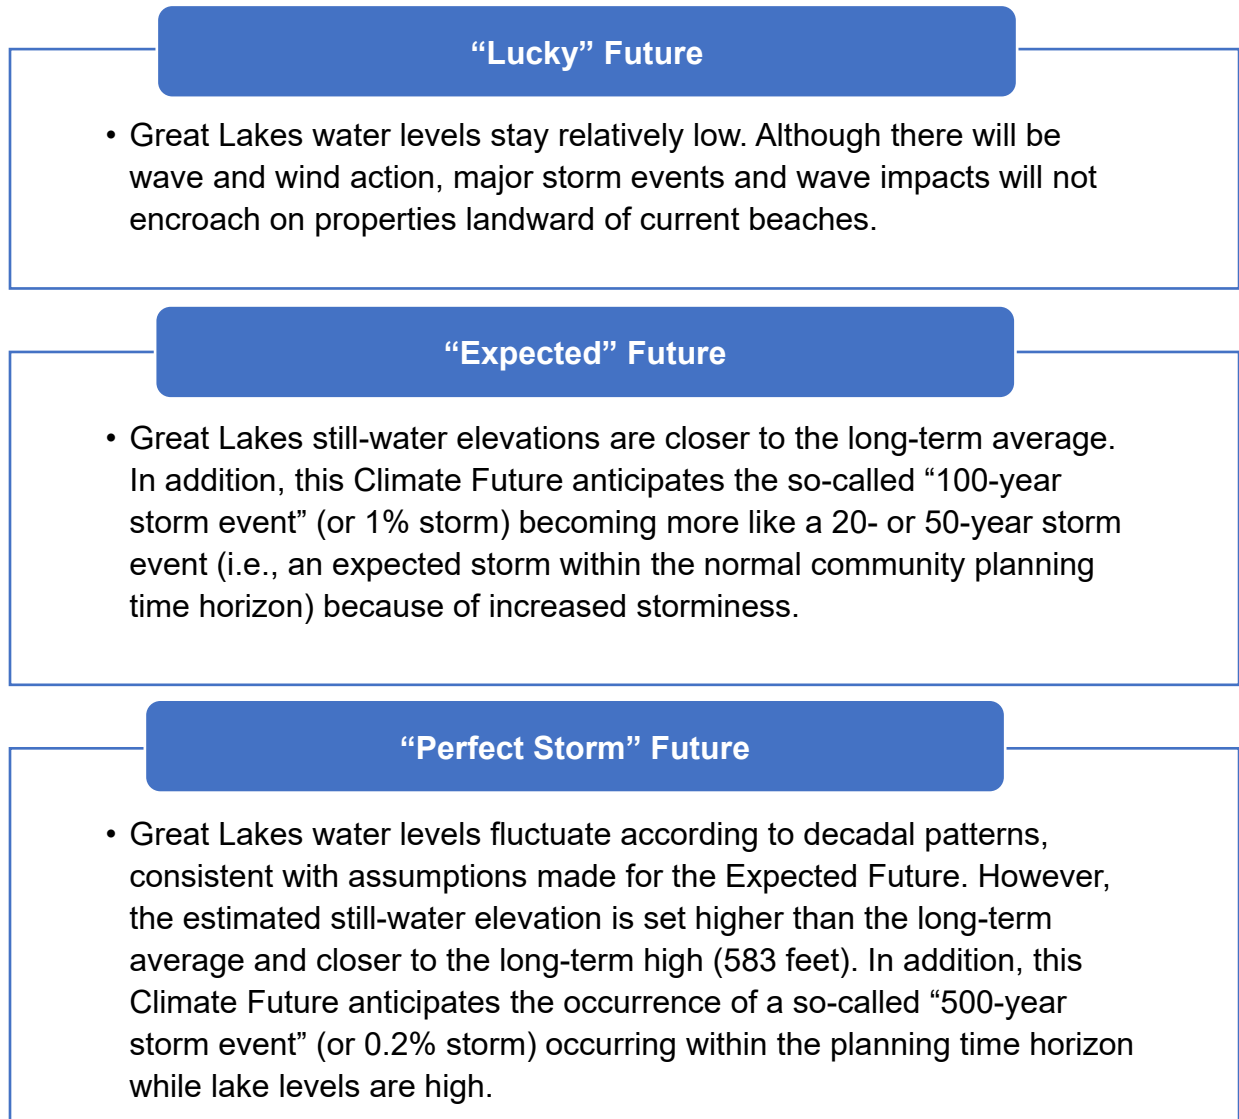 “Lucky” Future
• Great Lakes water levels stay relatively low. Although there will be
wave and wind action, major storm events and wave impacts will not
encroach on properties landward of current beaches.
“Expected” Future
• Great Lakes still-water elevations are closer to the long-term average.
In addition, this Climate Future anticipates the so-called “100-year
storm event” (or 1% storm) becoming more like a 20- or 50-year storm
event (i.e., an expected storm within the normal community planning
time horizon) because of increased storminess.
“Perfect Storm” Future
• Great Lakes water levels fluctuate according to decadal patterns,
consistent with assumptions made for the Expected Future. However,
the estimated still-water elevation is set higher than the long-term
average and closer to the long-term high (583 feet). In addition, this
Climate Future anticipates the occurrence of a so-called “500-year
storm event” (or 0.2% storm) occurring within the planning time horizon
while lake levels are high.